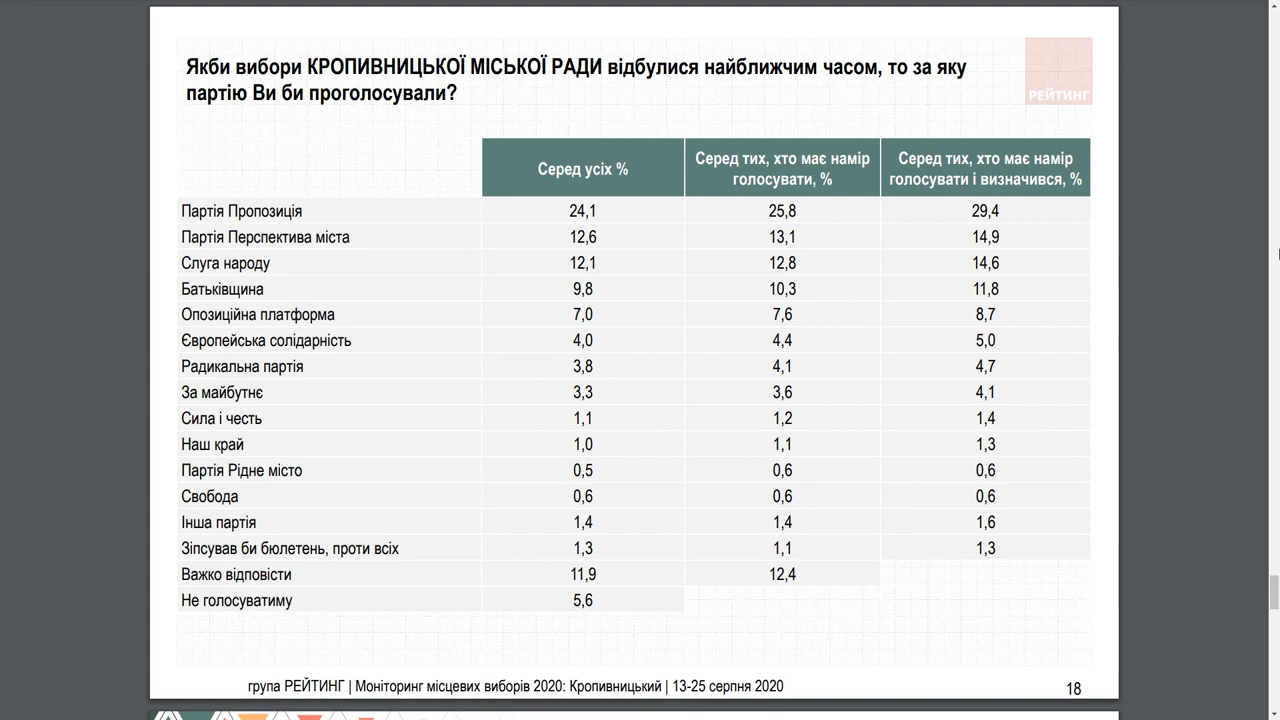 Якби вибори КРОПИВНИЦЬКОЇ МІСЬКОЇ РАДИ відбулися найближчим часом, то за яку
партію Ви би проголосували?
РЕЙТИНГ
Серед усіх %
Серед тих, хто має намір голосувати, %
Серед тих, хто має намір голосувати і визначився, %
Партія Пропозиція 24,1 25,8 29,4
Партія Перспектива міста 12,6 13,1 14,9
Слуга народу 12,1 12,8 14,6
Батьківщина 9,8 10,3 11,8
Опозиційна платформа 7,0 7,6 8,7
Європейська солідарність 4,0 4,4 5,0
Радикальна партія 3,8 4,1 4,7
За майбутнє 3,3 3,6 4,1
Сила і честь 1,1 1,2 1,4
Наш край 1,0 1,1 1,3
Партія Рідне місто 0,5 0,6 0,6
Свобода 0,6 0,6 0,6
Інша партія 1,4 1,4 1,6
Зіпсував би бюлетень, проти всіх 1,3 1,1 1,3
Важко відповісти 11,9 12,4
Не голосуватиму 5,6
група РЕЙТИНГ | Моніторинг місцевих виборів 2020: Кропивницький | 13-25 серпня 2020
18